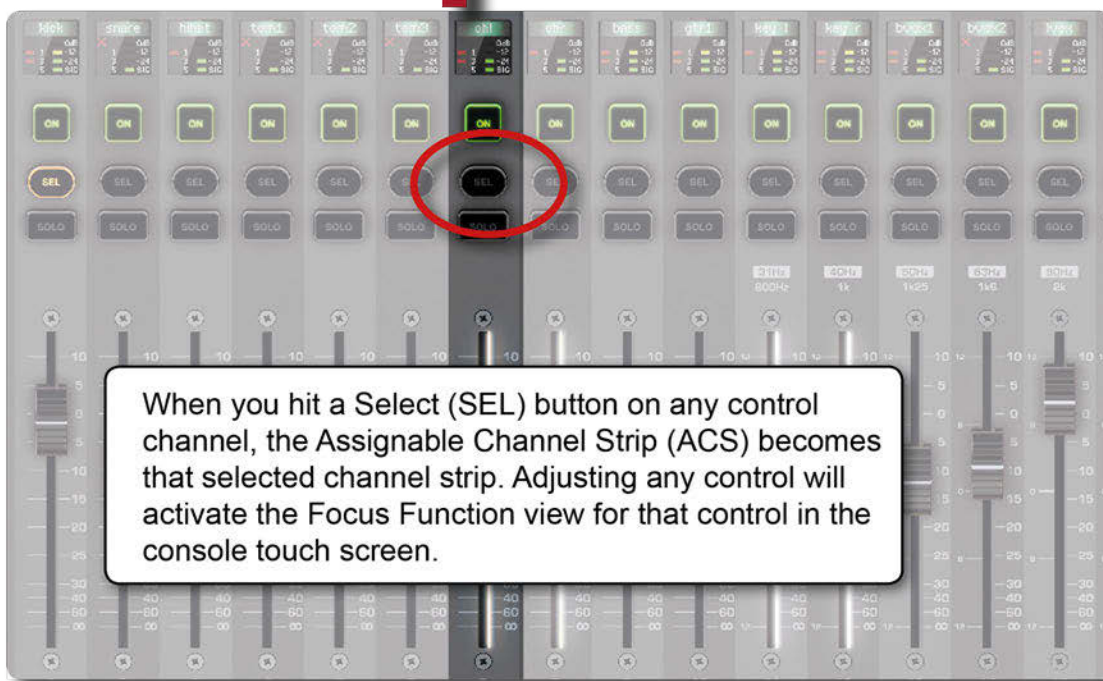 kick snare hihat tom1 tom2 tom3 ohl ohr bass gtr1 key l key r bvox1 bvox2
ON ON ON ON ON ON ON ON ON ON ON ON ON ON ON
SEL SEL SEL SEL SEL SEL SEL SEL SEL SEL SEL SEL SEL SEL SEL
SOLO SOLO SOLO SOLO SOLO SOLO SOLO SOLO SOLO SOLO SOLO SOLO SOLO SOLO SOLO
31Hz 40Hz 50Hz 63Hz 80Hz
800Hz 1k 1k25 1k6 2k
When you hit a Select (SEL) button on any control
channel, the Assignable Channel Strip (ACS) becomes
that selected channel strip. Adjusting any control will
activate the Focus Function view for that control in the
console touch screen.